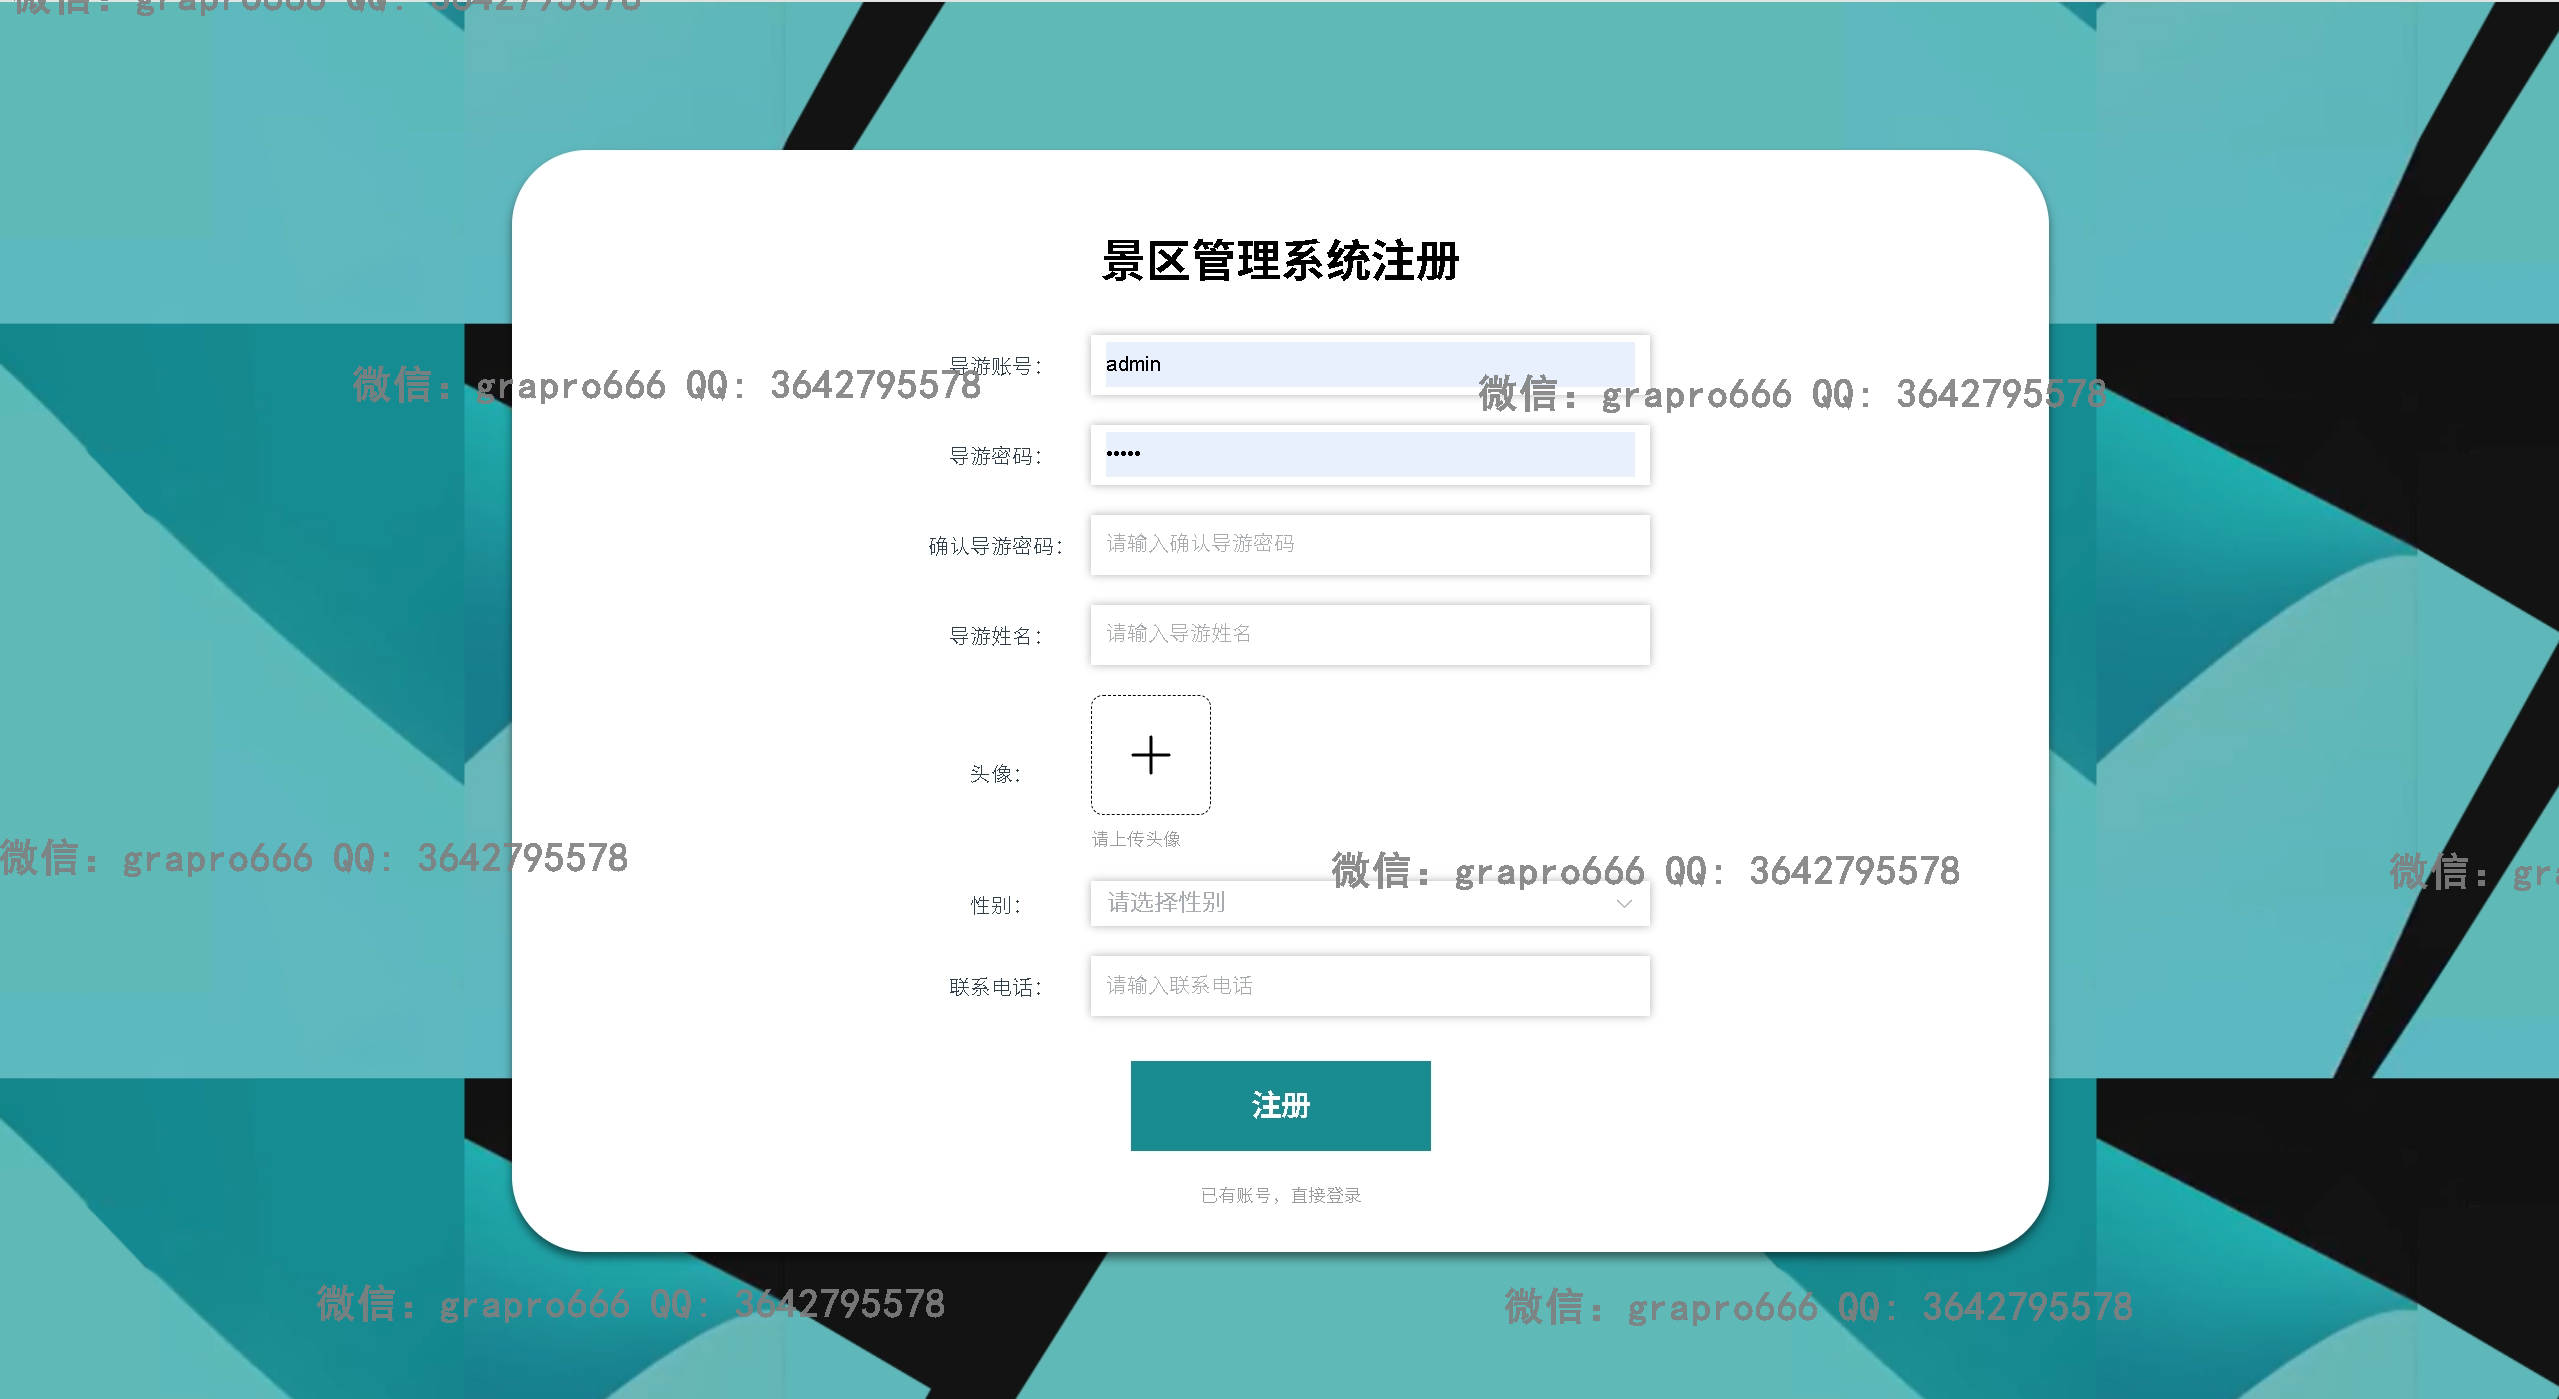 微信: grapro666 QQ: 3642795578
景区管理系统注册
导游账号:
admin
微信: grapro666 QQ: 3642795578
微信: grapro666 QQ: 3642795578
导游密码:
•••••
确认导游密码:
请输入确认导游密码
导游姓名:
请输入导游姓名
头像:
请上传头像
微信: grapro666 QQ: 3642795578
微信: grapro666 QQ: 3642795578
微信: gr
性别:
请选择性别
联系电话:
请输入联系电话
注册
已有账号，直接登录
微信: grapro666 QQ: 3642795578
微信: grapro666 QQ: 3642795578